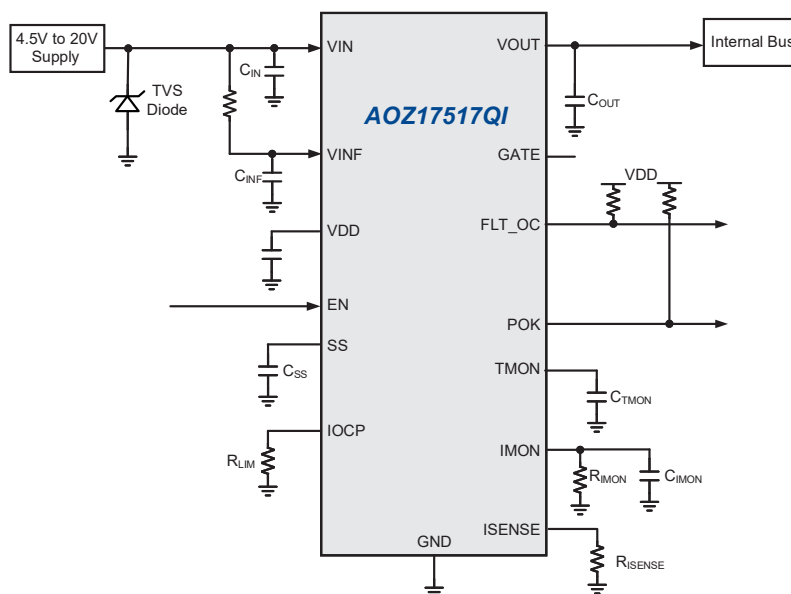 4.5V to 20V
Supply
TVS
Diode
CIN
VIN
VINF
CINF
VDD
EN
SS
CSS
IOCP
RLIM
AOZ17517QI
GND
VOUT
Internal Bus
COUT
GATE
VDD
FLT_OC
POK
TMON
CTMON
IMON
RIMON
CIMON
ISENSE
RISENSE